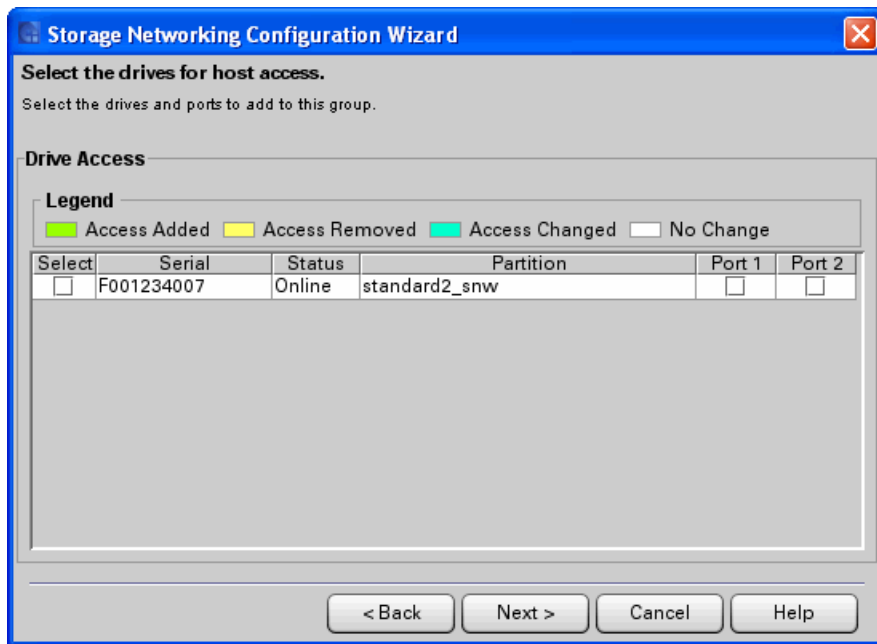 Storage Networking Configuration Wizard
Select the drives for host access.
Select the drives and ports to add to this group.
Drive Access
Legend
Access Added Access Removed Access Changed No Change
Select Serial Status Partition Port 1 Port 2
F001234007 Online standard2_snw
< Back Next > Cancel Help